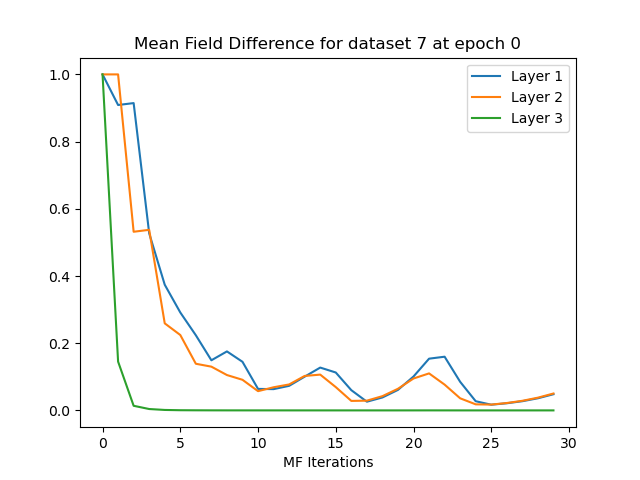 Mean Field Difference for dataset 7 at epoch 0
Layer 1
Layer 2
Layer 3
1.0
0.8
0.6
0.4
0.2
0.0
0 5 10 15 20 25 30
MF Iterations